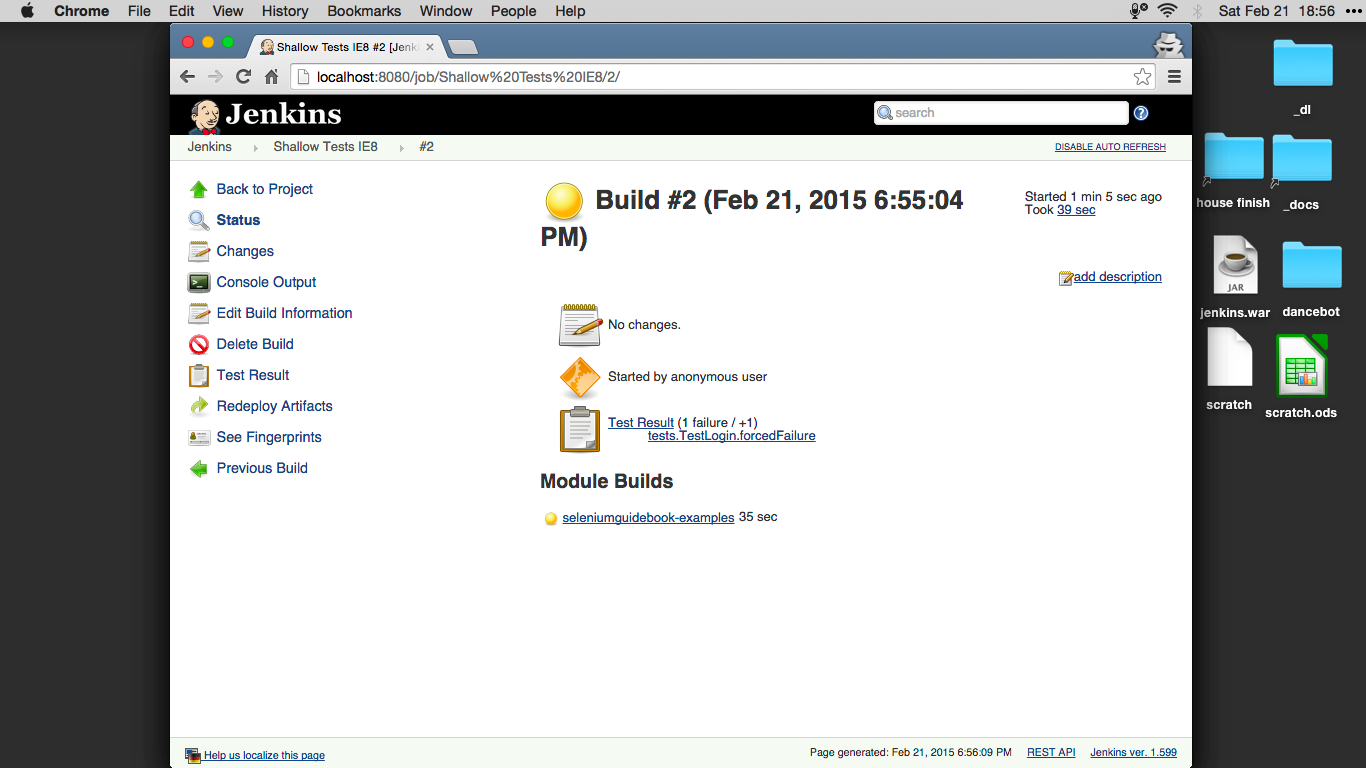 Chrome File Edit View History Bookmarks Window People Help Sat Feb 21 18:56
Shallow Tests IE8 #2 [Jenk
localhost:8080/job/Shallow%20Tests%20IE8/2/
Jenkins
search
?
Jenkins Shallow Tests IE8 #2
DISABLE AUTO REFRESH
Back to Project
Status
Changes
Console Output
Edit Build Information
Delete Build
Test Result
Redeploy Artifacts
See Fingerprints
Previous Build
Build #2 (Feb 21, 2015 6:55:04
PM)
Started 1 min 5 sec ago
Took 39 sec
add description
No changes.
Started by anonymous user
Test Result (1 failure / +1)
tests.TestLogin.forcedFailure
Module Builds
seleniumguidebook-examples 35 sec
Help us localize this page
Page generated: Feb 21, 2015 6:56:09 PM REST API Jenkins ver. 1.599
_dl
house finish
_docs
JAR
jenkins.war
dancebot
scratch
scratch.ods